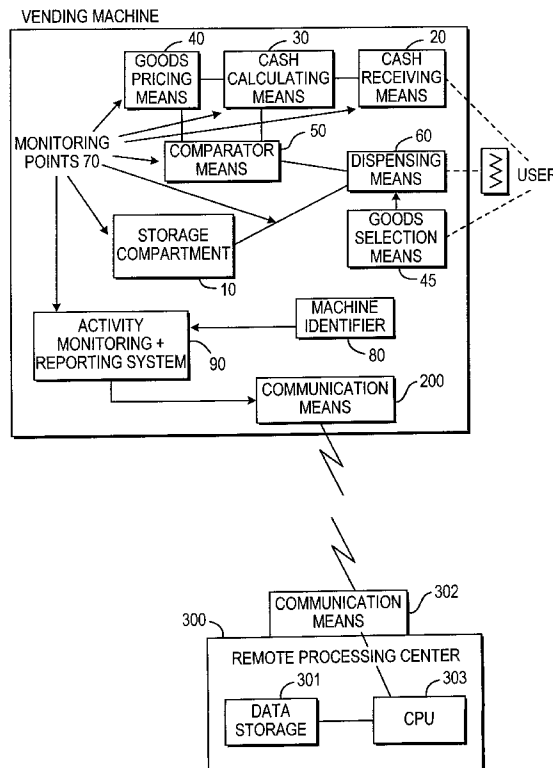 VENDING MACHINE
40
30
20
GOODS
PRICING
MEANS
CASH
CALCULATING
MEANS
CASH
RECEIVING
MEANS
50
60
MONITORING
POINTS 70
COMPARATOR
MEANS
DISPENSING
MEANS
USER
STORAGE
COMPARTMENT
GOODS
SELECTION
MEANS
10
45
ACTIVITY
MONITORING +
REPORTING SYSTEM
MACHINE
IDENTIFIER
90
80
COMMUNICATION
MEANS
200
COMMUNICATION
MEANS
302
300
REMOTE PROCESSING CENTER
301
303
DATA
STORAGE
CPU